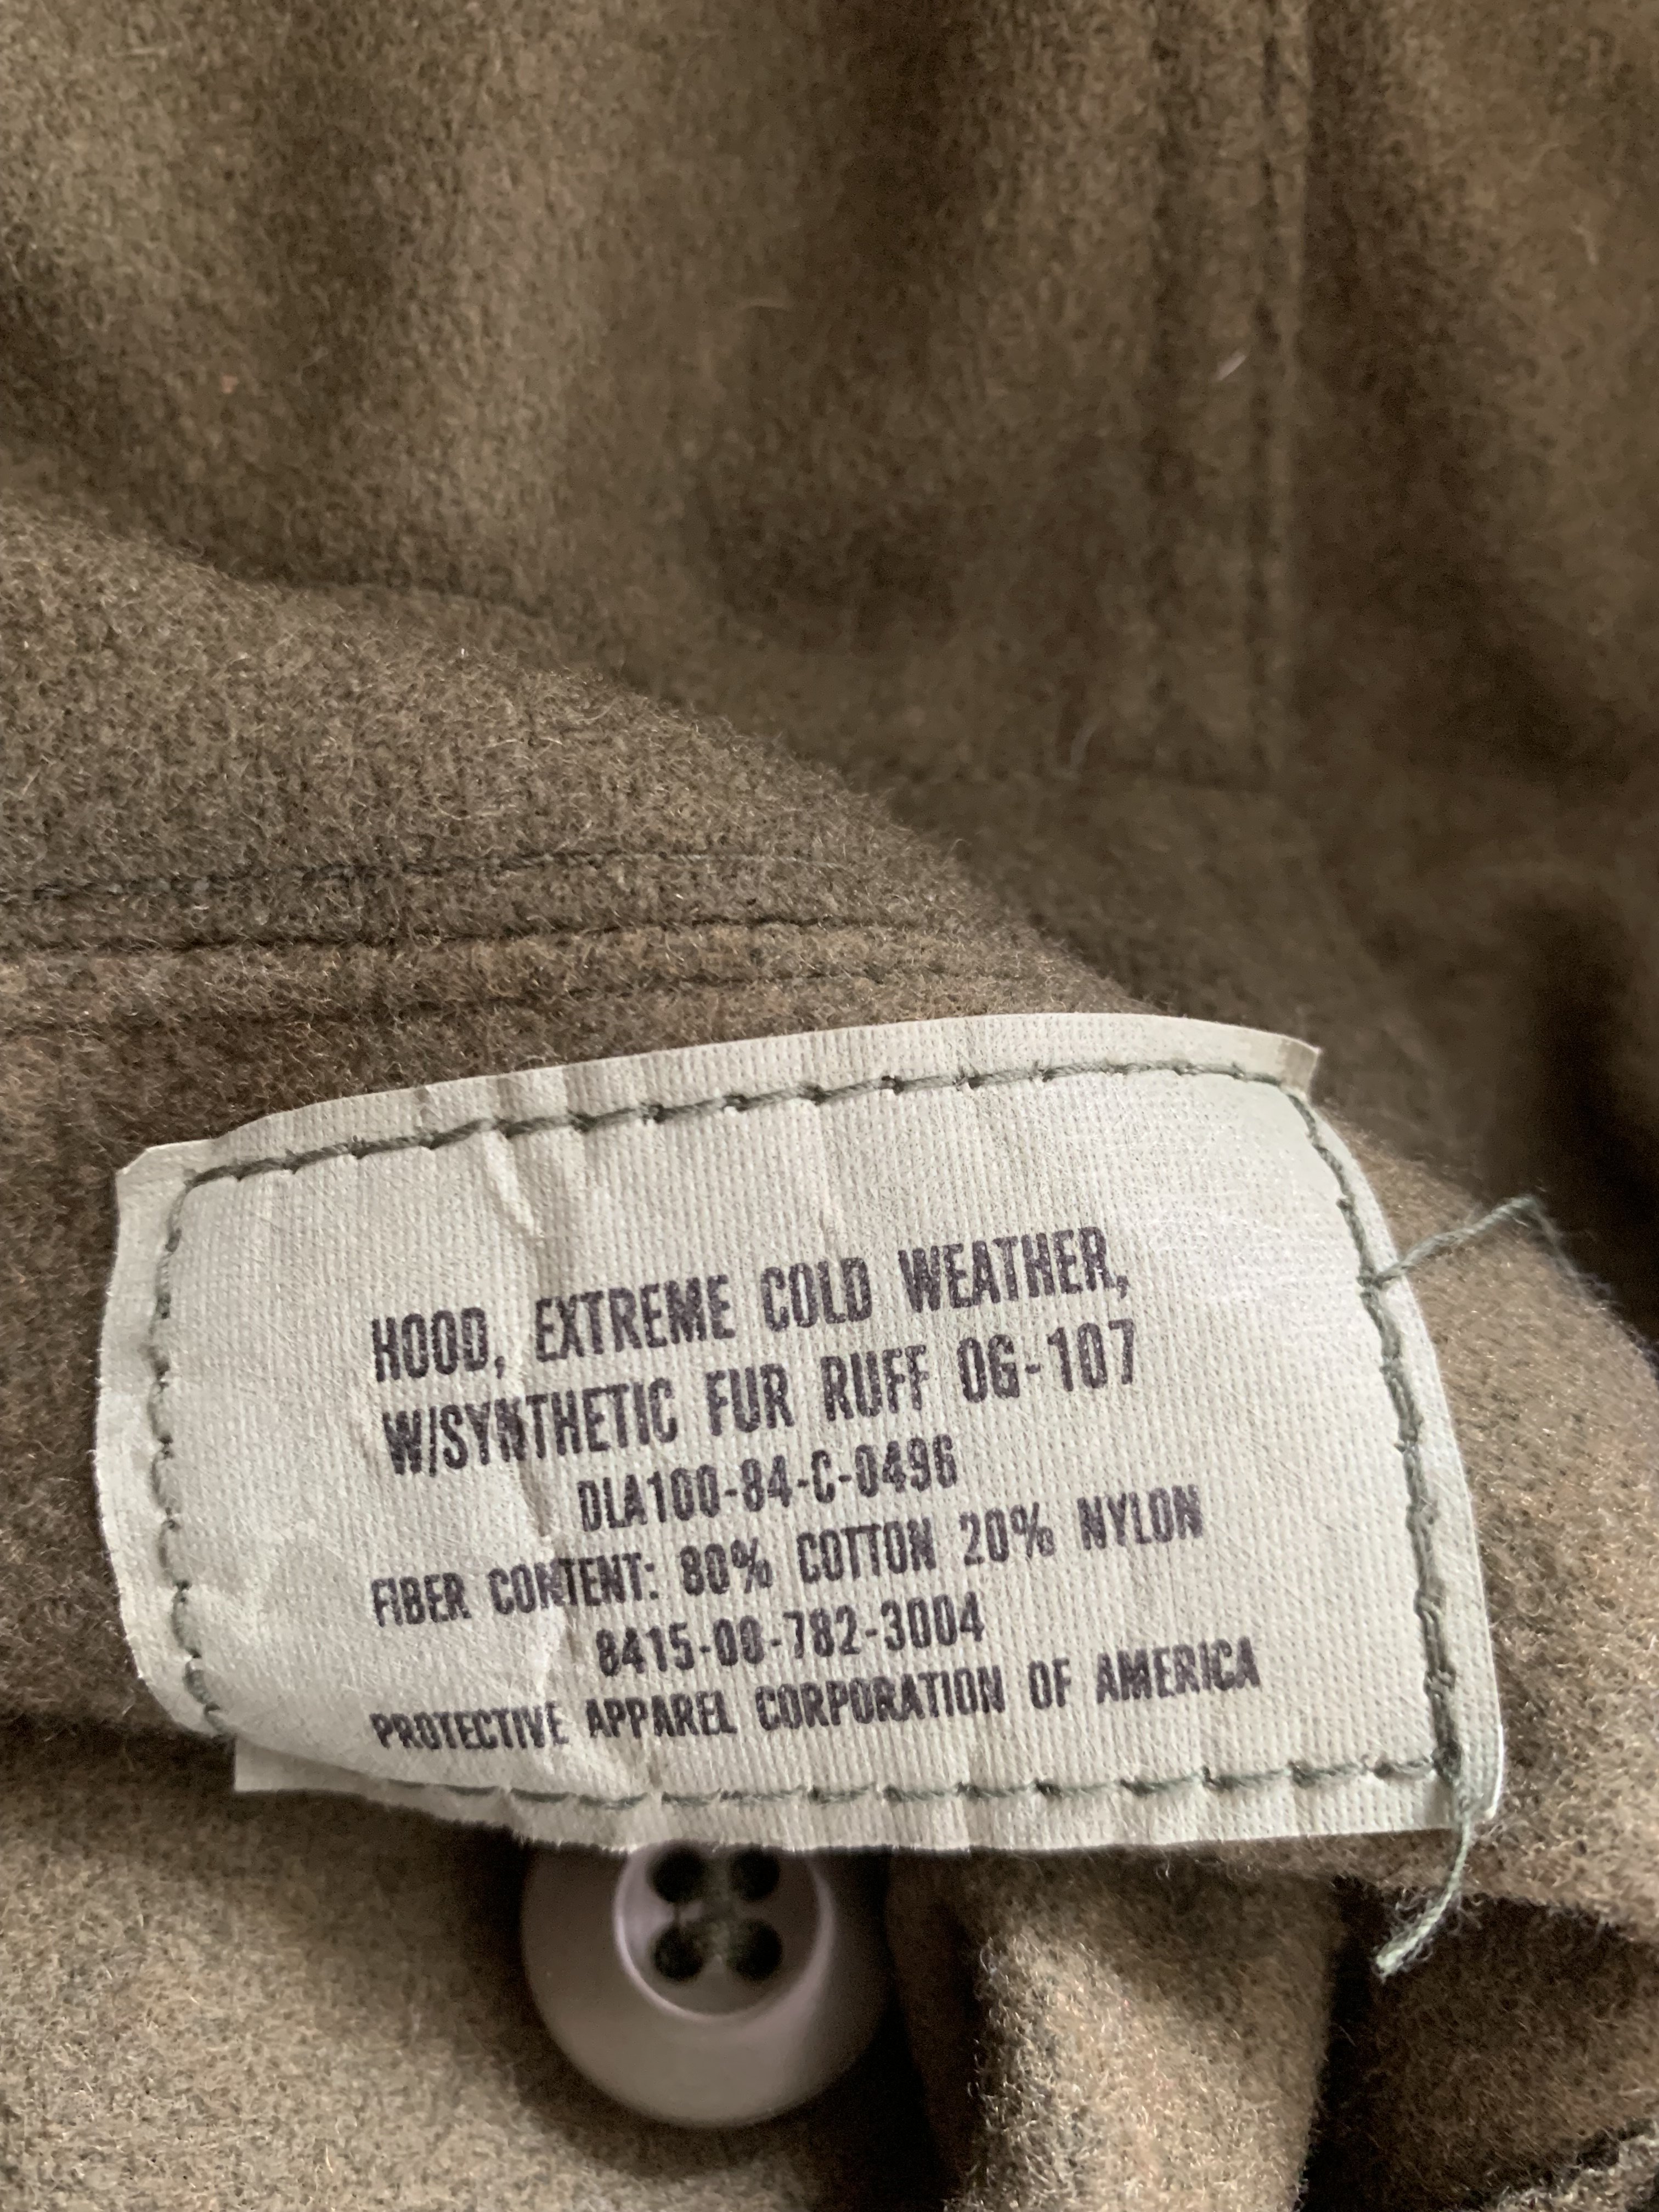 HOOD, EXTREME COLD WEATHER,
W/SYNTHETIC FUR RUFF OG-107
DLA100-84-C-0496
FIBER CONTENT: 80% COTTON 20% NYLON
8415-00-782-3004
PROTECTIVE APPAREL CORPORATION OF AMERICA